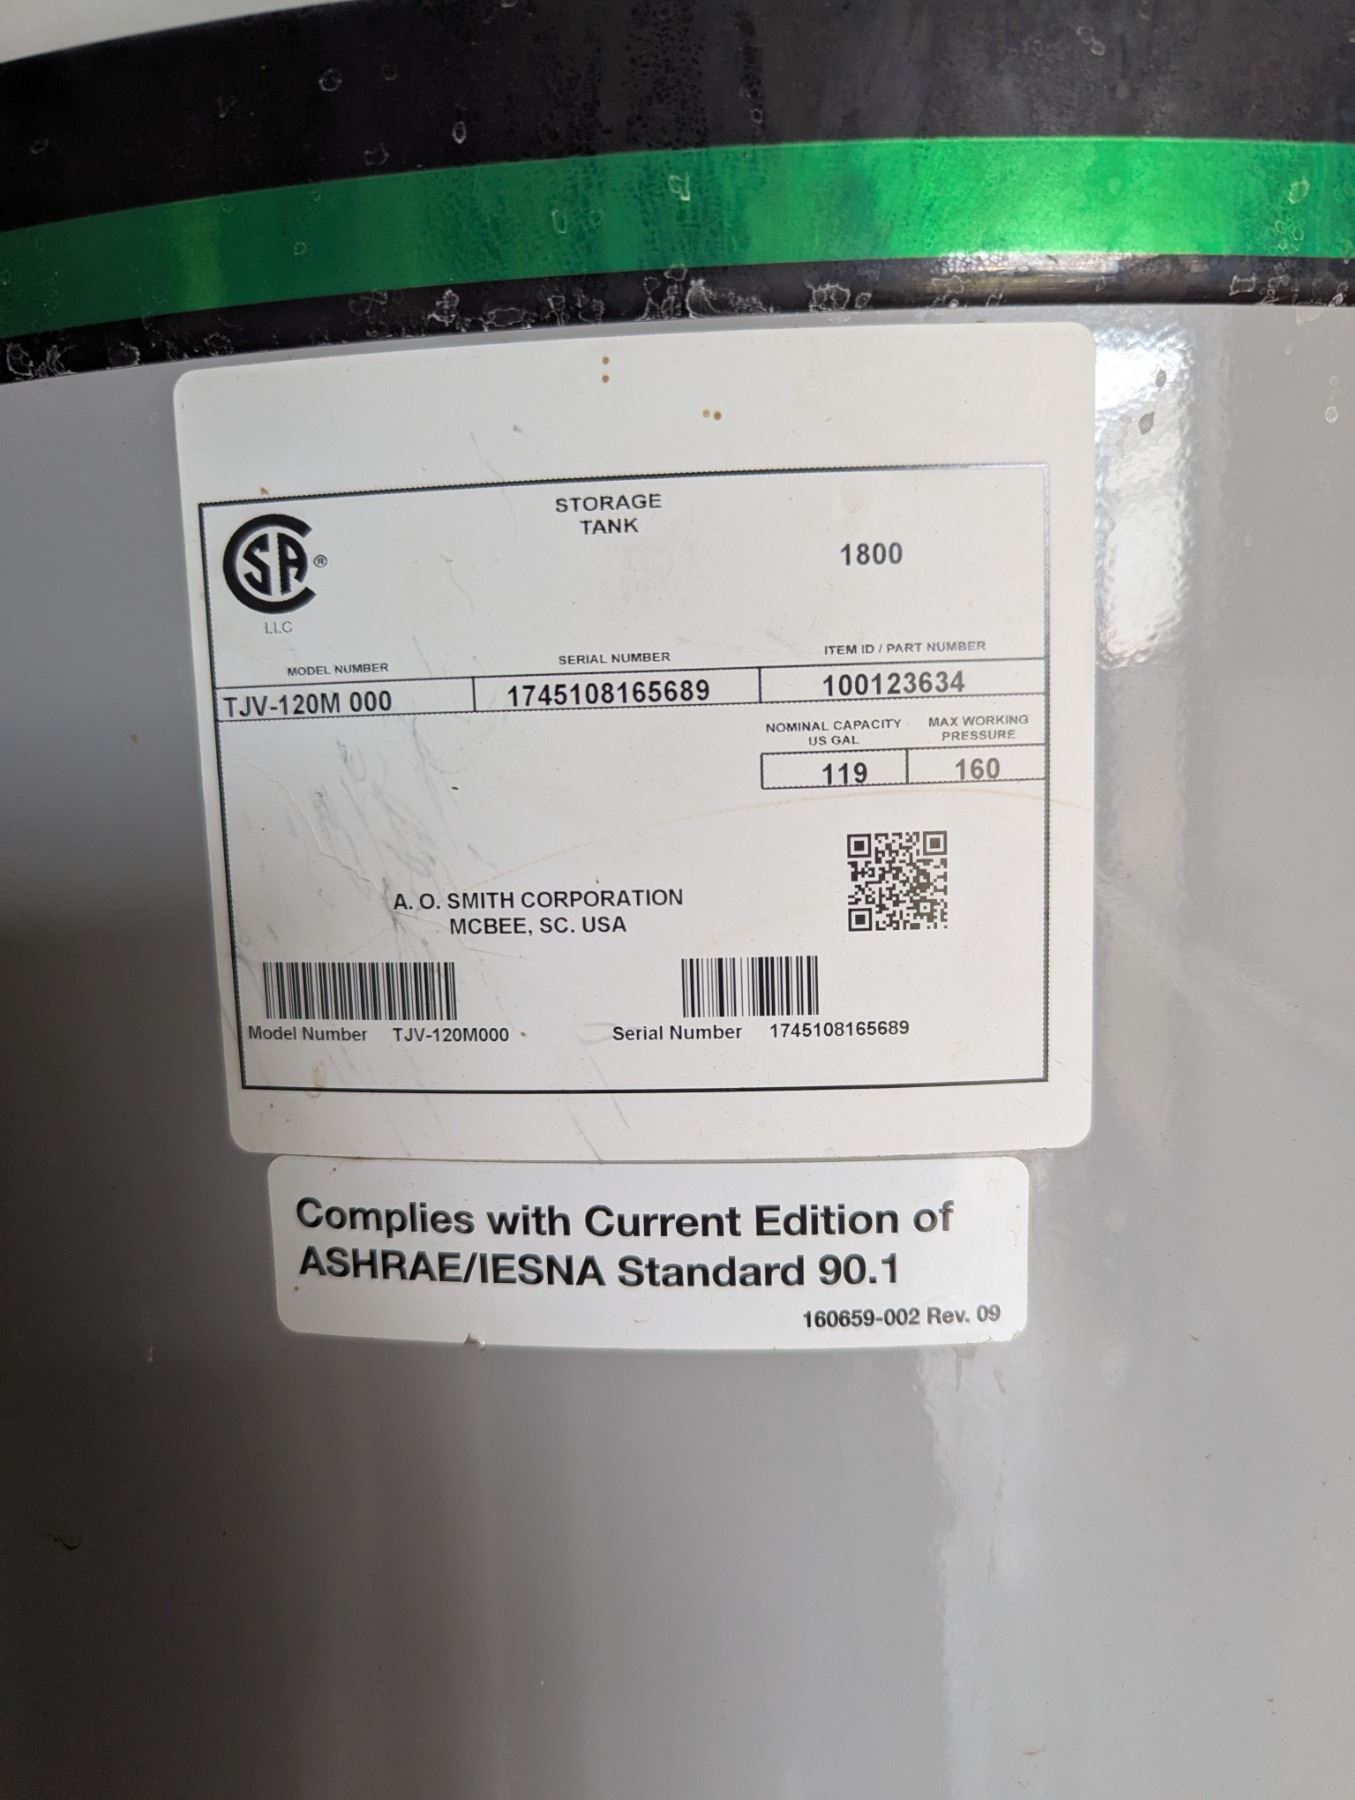 STORAGE
TANK
1800
CSA®
LLC
MODEL NUMBER SERIAL NUMBER ITEM ID / PART NUMBER
TJV-120M 000 1745108165689 100123634
NOMINAL CAPACITY
US GAL
MAX WORKING
PRESSURE
119 160
A. O. SMITH CORPORATION
MCBEE, SC. USA
Model Number TJV-120M000 Serial Number 1745108165689
Complies with Current Edition of
ASHRAE/IESNA Standard 90.1
160659-002 Rev. 09